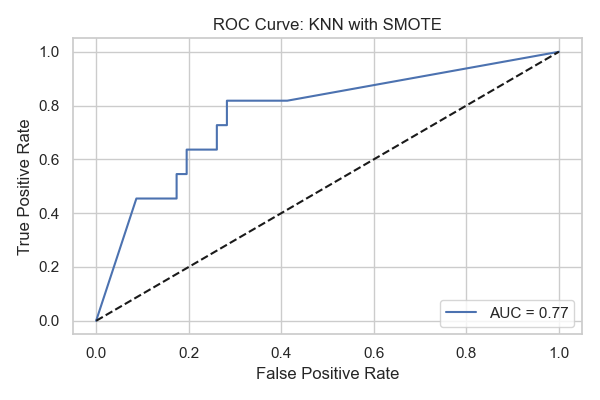 ROC Curve: KNN with SMOTE
True Positive Rate
1.0
0.8
0.6
0.4
0.2
0.0
AUC = 0.77
0.0 0.2 0.4 0.6 0.8 1.0
False Positive Rate